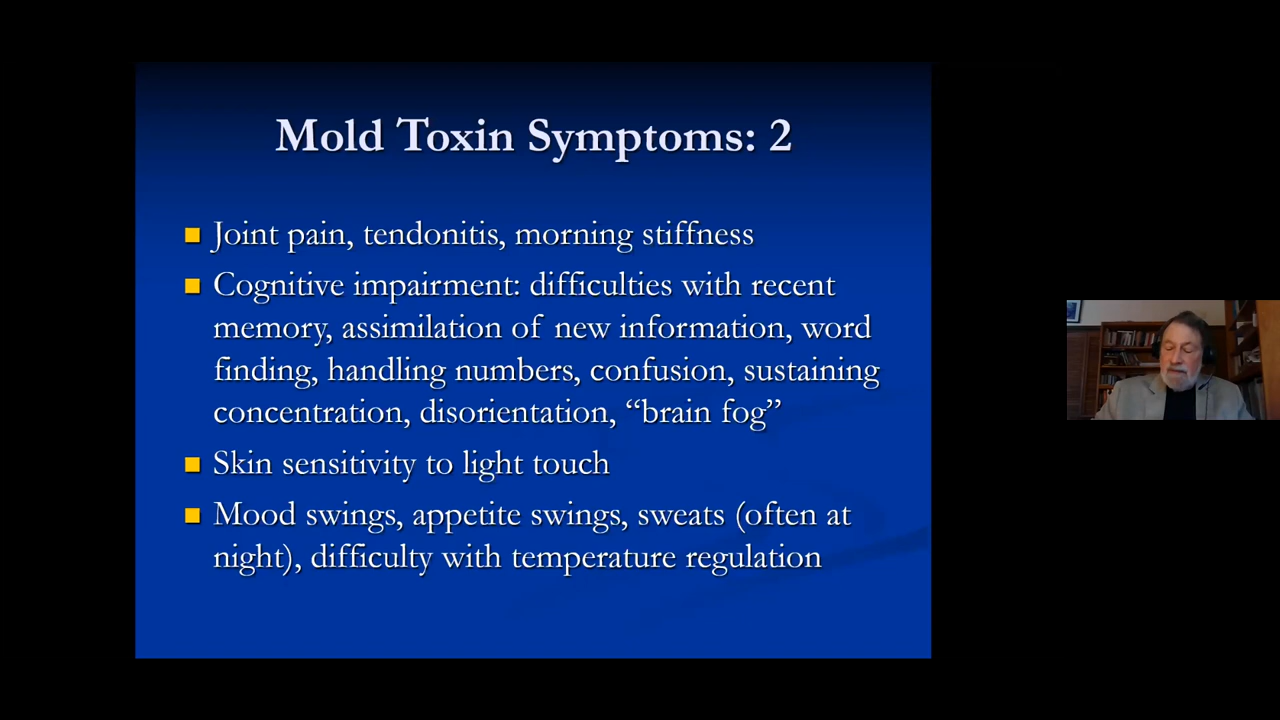 Mold Toxin Symptoms: 2
Joint pain, tendonitis, morning stiffness
Cognitive impairment: difficulties with recent
memory, assimilation of new information, word
finding, handling numbers, confusion, sustaining
concentration, disorientation, “brain fog”
Skin sensitivity to light touch
Mood swings, appetite swings, sweats (often at
night), difficulty with temperature regulation